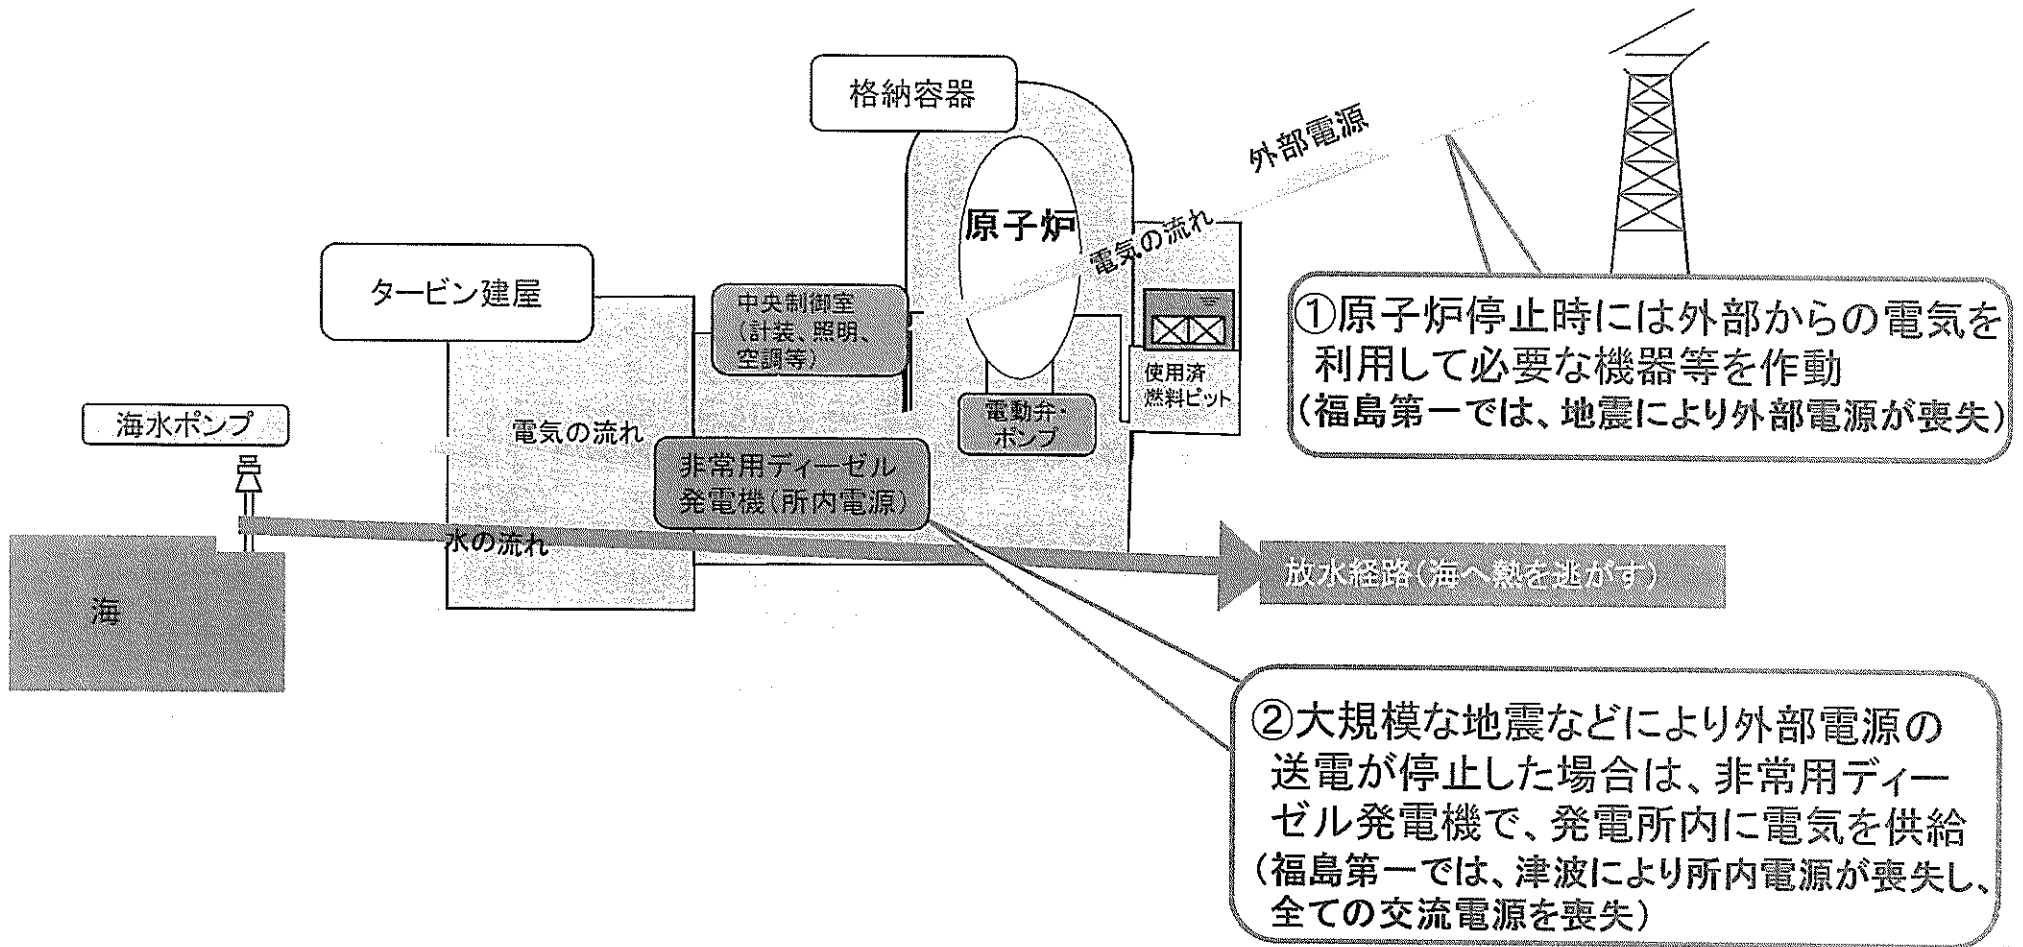 格納容器
外部電源
原子炉
電気の流れ
タービン建屋
中央制御室
(計装、照明、
空調等)
①原子炉停止時には外部からの電気を
利用して必要な機器等を作動
(福島第一では、地震により外部電源が喪失)
使用済
燃料ピット
海水ポンプ
電気の流れ
電動弁・
ポンプ
非常用ディーゼル
発電機(所内電源)
水の流れ
放水経路(海へ熱を逃がす)
海
②大規模な地震などにより外部電源の
送電が停止した場合は、非常用ディー
ゼル発電機で、発電所内に電気を供給
(福島第一では、津波により所内電源が喪失し、
全ての交流電源を喪失)